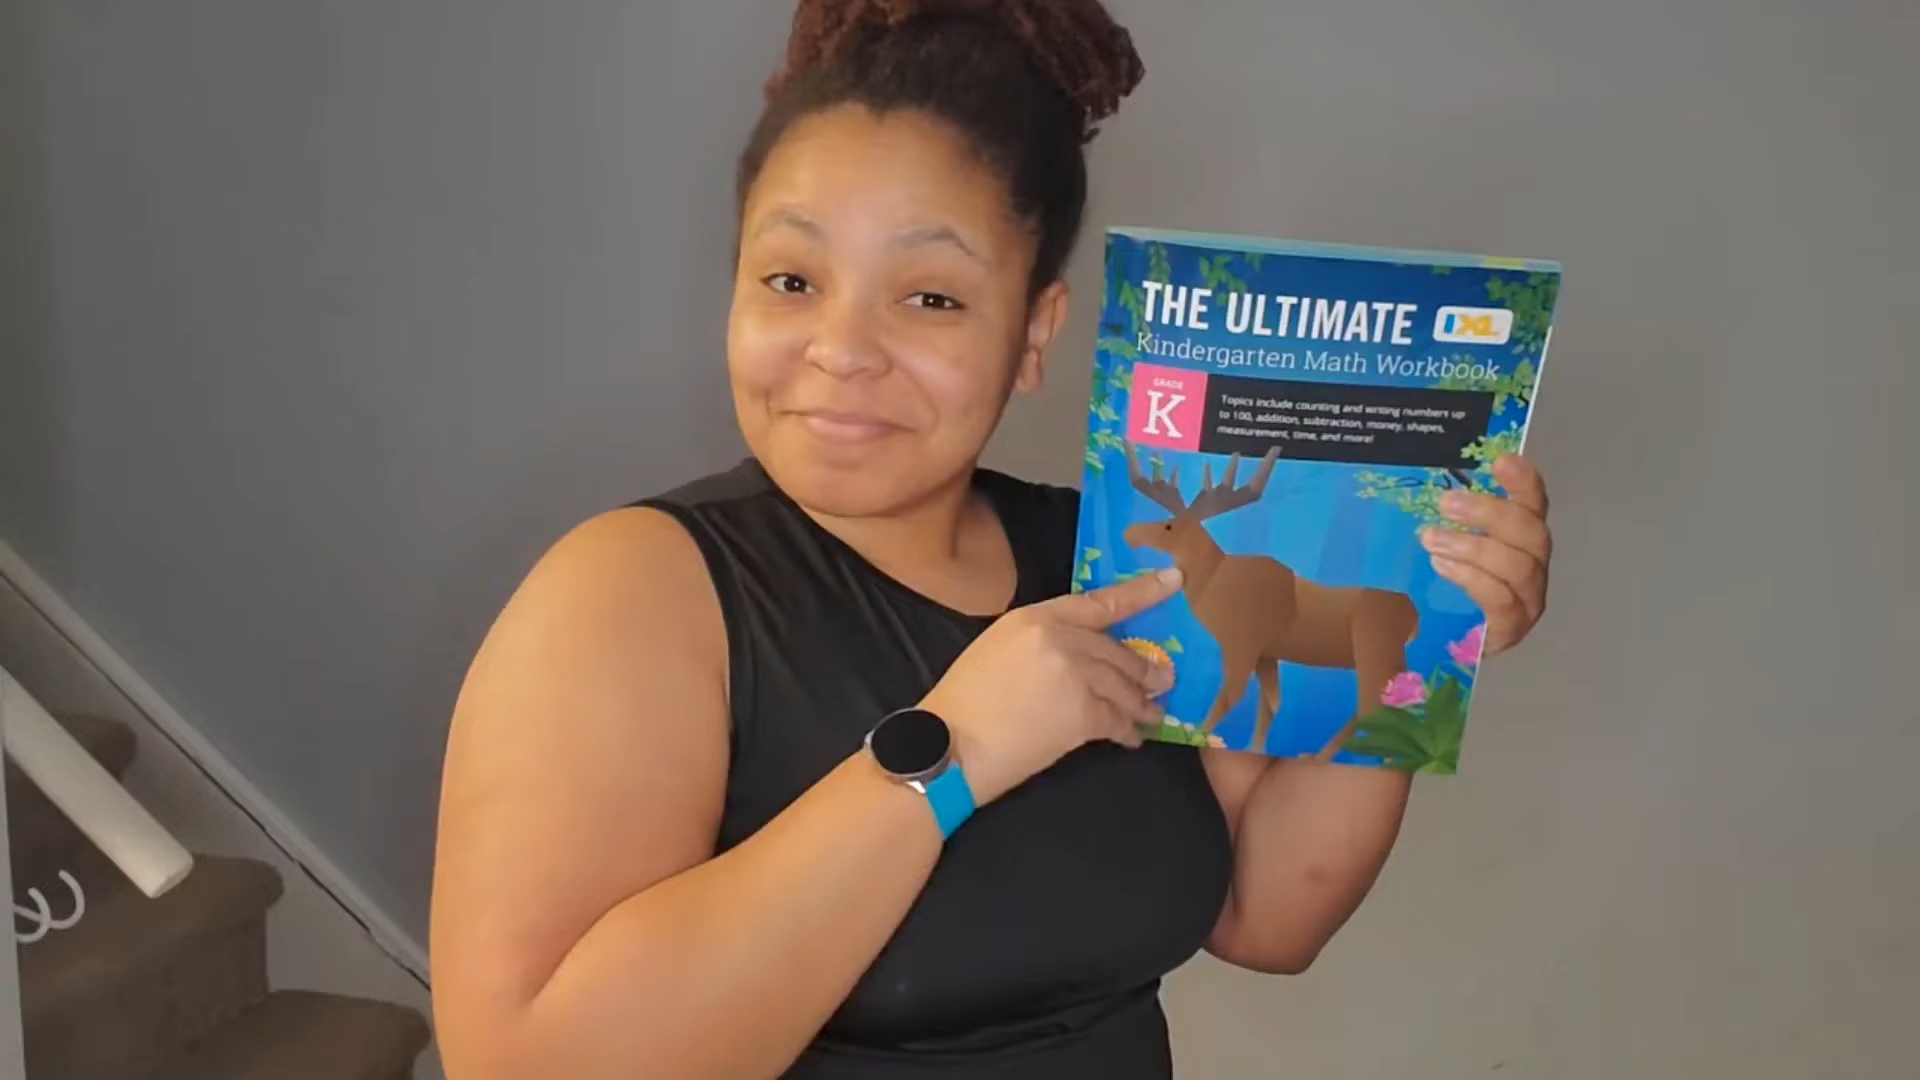 THE ULTIMATE IXL
Kindergarten Math Workbook
GRADE
K
Topics include counting and writing numbers up
to 100, addition, subtraction, money, shapes,
measurement, time, and more!